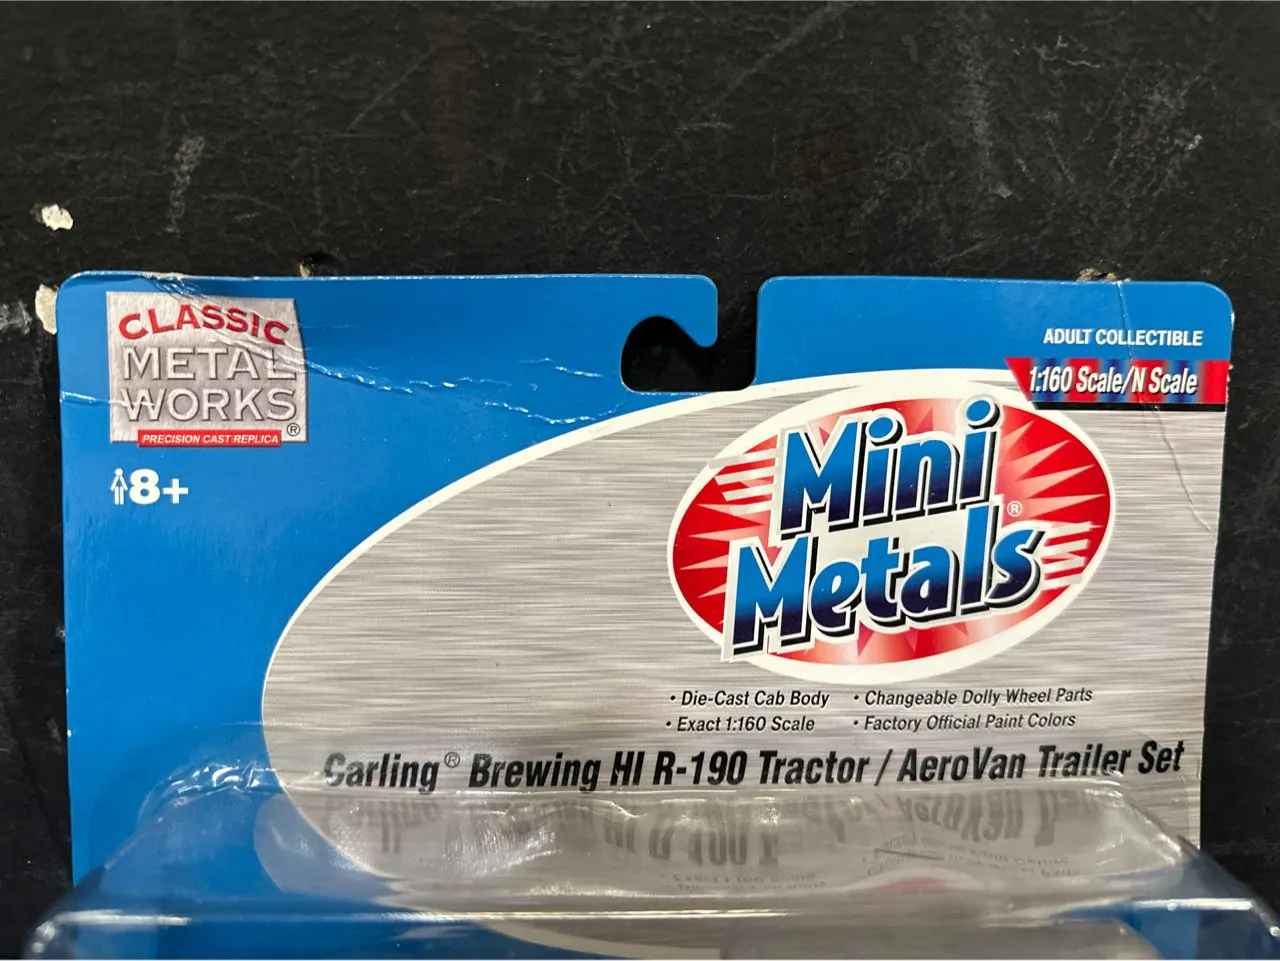 CLASSIC
METAL
WORKS®
PRECISION CAST REPLICA
8+
ADULT COLLECTIBLE
1:160 Scale/N Scale
Mini
Metals®
• Die-Cast Cab Body • Changeable Dolly Wheel Parts
• Exact 1:160 Scale • Factory Official Paint Colors
Carling® Brewing HI R-190 Tractor / AeroVan Trailer Set